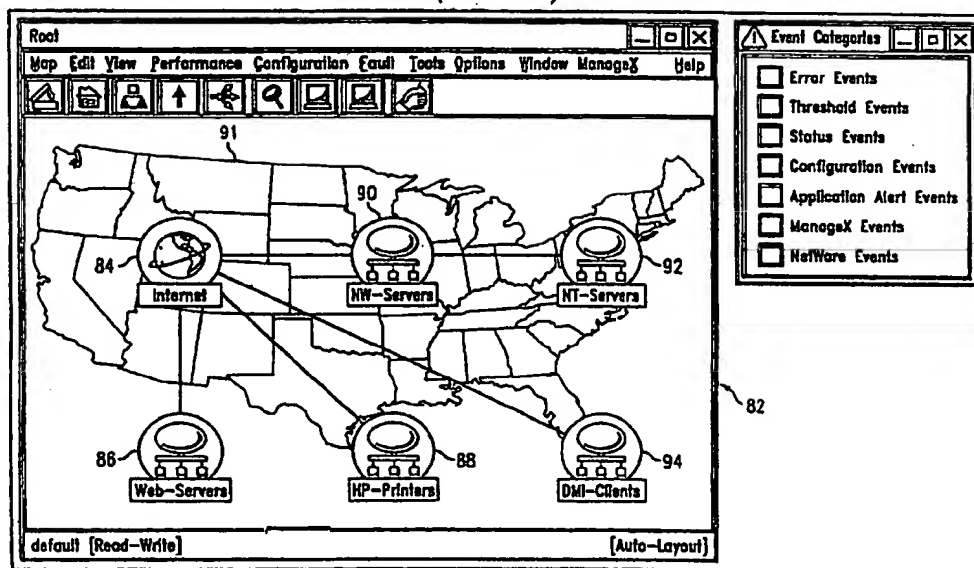 Root
Map Edit View Performance Configuration Fault Tools Options Window ManageX Help
Event Categories
Error Events
Threshold Events
Status Events
Configuration Events
Application Alert Events
ManageX Events
NetWare Events
91
90
84
92
Internet
NW-Servers
NT-Servers
82
86
88
94
Web-Servers
HP-Printers
DMI-Clients
default [Read-Write]
[Auto-Layout]